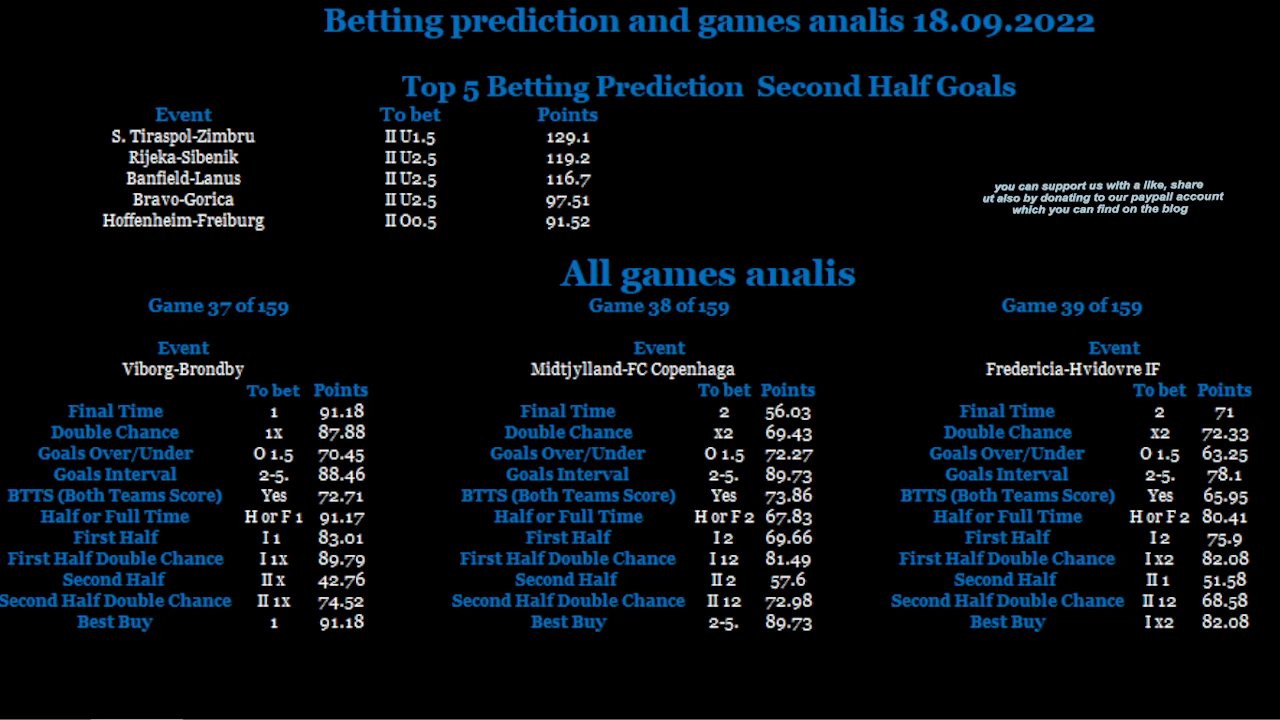 Betting prediction and games analis 18.09.2022
Top 5 Betting Prediction Second Half Goals
Event To bet Points
S. Tiraspol-Zimbru II U1.5 129.1
Rijeka-Sibenik II U2.5 119.2
Banfield-Lanus II U2.5 116.7
Bravo-Gorica II U2.5 97.51
Hoffenheim-Freiburg II O0.5 91.52
you can support us with a like, share
ut also by donating to our paypall account
which you can find on the blog
All games analis
Game 37 of 159 Game 38 of 159 Game 39 of 159
Event Event Event
Viborg-Brondby Midtjylland-FC Copenhaga Fredericia-Hvidovre IF
To bet Points To bet Points To bet Points
Final Time 1 91.18 Final Time 2 56.03 Final Time 2 71
Double Chance 1x 87.88 Double Chance x2 69.43 Double Chance x2 72.33
Goals Over/Under O 1.5 70.45 Goals Over/Under O 1.5 72.27 Goals Over/Under O 1.5 63.25
Goals Interval 2-5. 88.46 Goals Interval 2-5. 89.73 Goals Interval 2-5. 78.1
BTTS (Both Teams Score) Yes 72.71 BTTS (Both Teams Score) Yes 73.86 BTTS (Both Teams Score) Yes 65.95
Half or Full Time H or F 1 91.17 Half or Full Time H or F 2 67.83 Half or Full Time H or F 2 80.41
First Half I 1 83.01 First Half I 2 69.66 First Half I 2 75.9
First Half Double Chance I 1x 89.79 First Half Double Chance I 12 81.49 First Half Double Chance I x2 82.08
Second Half II x 42.76 Second Half II 2 57.6 Second Half II 1 51.58
Second Half Double Chance II 1x 74.52 Second Half Double Chance II 12 72.98 Second Half Double Chance II 12 68.58
Best Buy 1 91.18 Best Buy 2-5. 89.73 Best Buy I x2 82.08